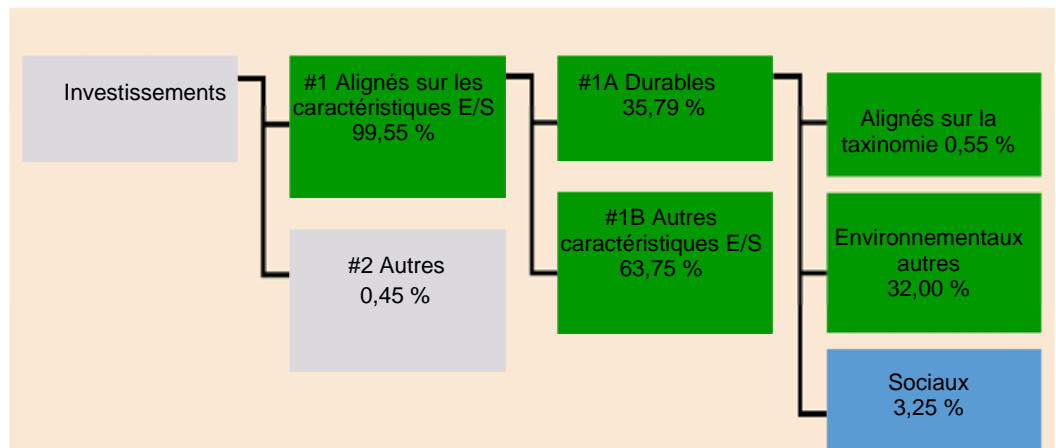 Investissements
#1 Alignés sur les
caractéristiques E/S
99,55 %
#2 Autres
0,45 %
#1A Durables
35,79 %
#1B Autres
caractéristiques E/S
63,75 %
Alignés sur la
taxinomie 0,55 %
Environnementaux
autres
32,00 %
Sociaux
3,25 %